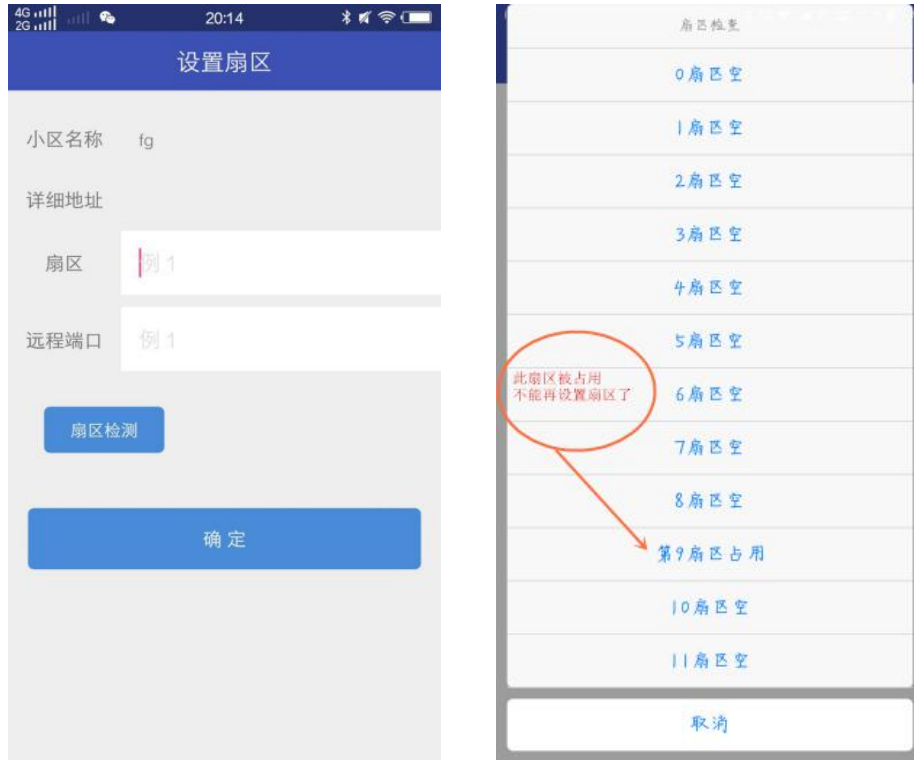 4G
2G
20:14
设置扇区
小区名称 fg
详细地址
扇区 例 1
远程端口 例 1
扇区检测
确定
扇区检查
0扇区空
1扇区空
2扇区空
3扇区空
4扇区空
5扇区空
此扇区被占用
不能再设置扇区了
6扇区空
7扇区空
8扇区空
第9扇区占用
10扇区空
11扇区空
取消